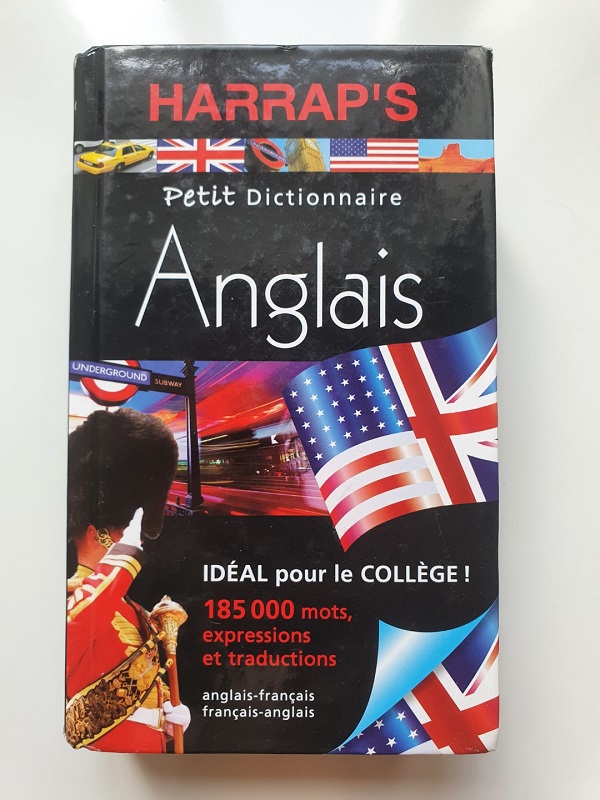 HARRAP'S
Petit Dictionnaire
Anglais
UNDERGROUND
SUBWAY
IDÉAL pour le COLLÈGE !
185 000 mots,
expressions
et traductions
anglais-français
français-anglais